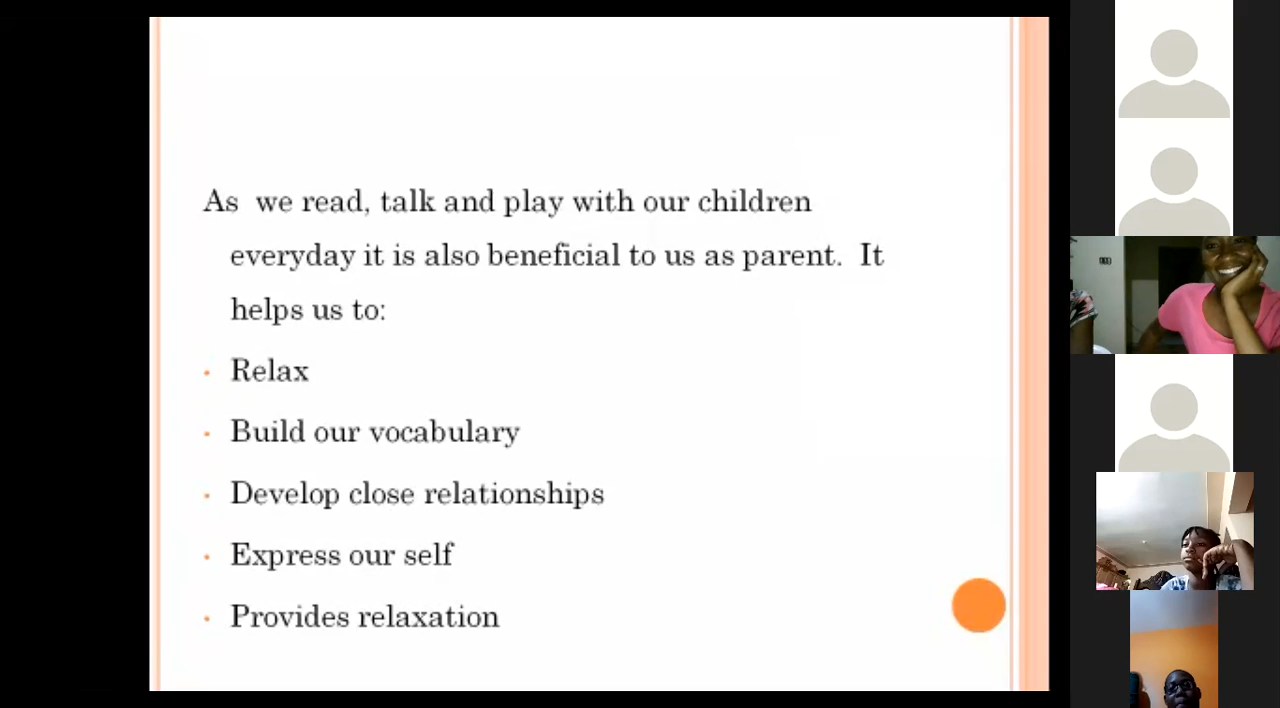 As we read, talk and play with our children
everyday it is also beneficial to us as parent. It
helps us to:
• Relax
• Build our vocabulary
• Develop close relationships
• Express our self
• Provides relaxation